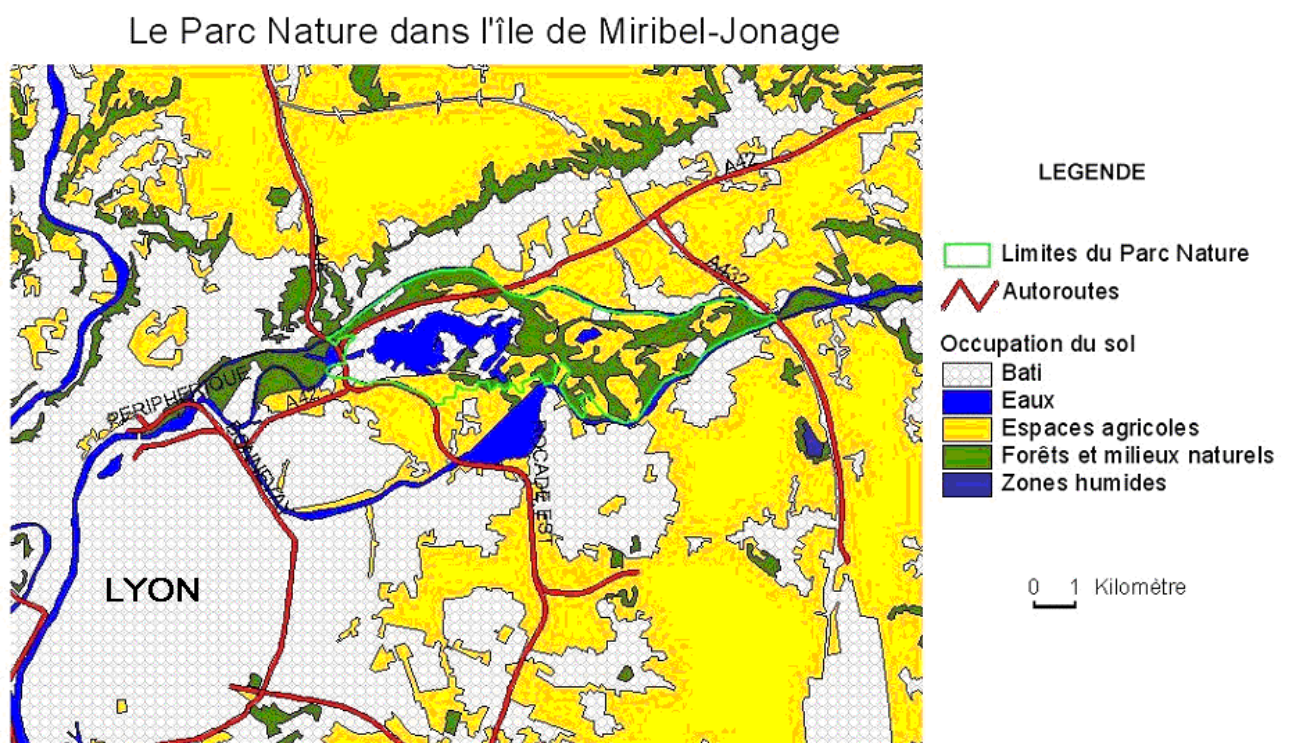 Le Parc Nature dans l'île de Miribel-Jonage
LEGENDE
Limites du Parc Nature
Autoroutes
Occupation du sol
Bati
Eaux
Espaces agricoles
Forêts et milieux naturels
Zones humides
0 1 Kilomètre
A42
A432
PERIPHERIQUE
A42
ROCADE EST
LYON